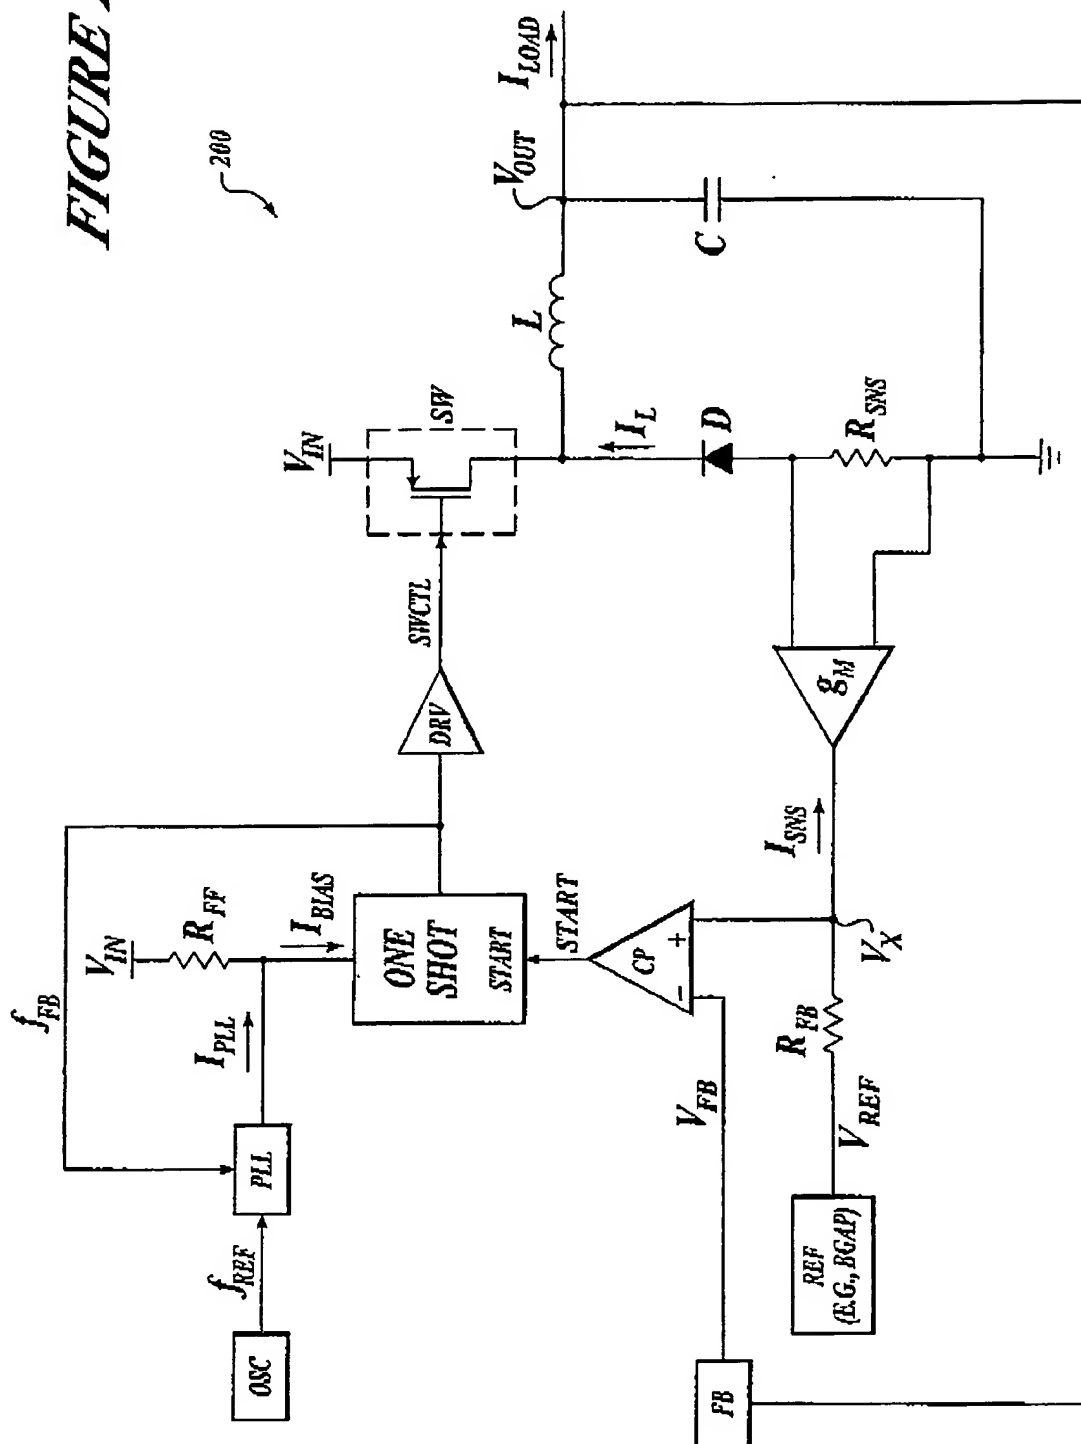 FIGURE
200
I_LOAD
V_OUT
C
L
V_IN
SW
SWCTL
DRV
I_L
D
R_SNS
g_M
I_SNS
f_FB
V_IN
R_FF
I_BIAS
I_PLL
ONE
SHOT
START
START
CP
+
−
V_X
R_FB
V_FB
V_REF
PLL
f_REF
OSC
REF
(E.G., BGAP)
FB